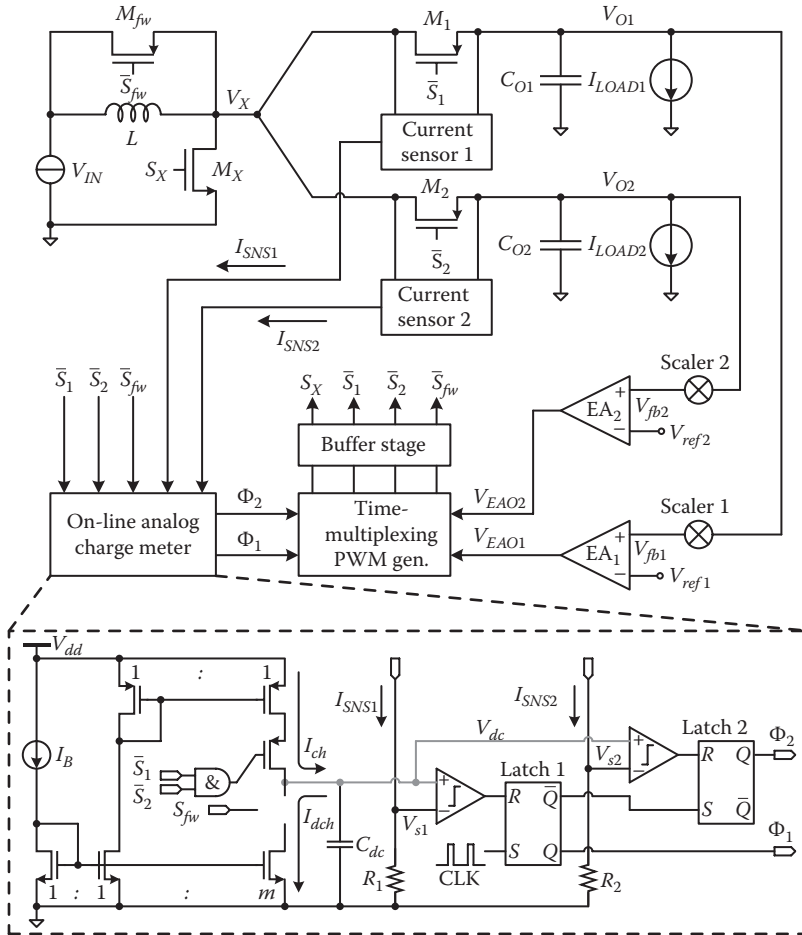 M_fw
S̄_fw
L
V_X
V_IN
S_X
M_X
M_1
S̄_1
Current
sensor 1
V_O1
C_O1
I_LOAD1
M_2
S̄_2
Current
sensor 2
V_O2
C_O2
I_LOAD2
I_SNS1
I_SNS2
S̄_1 S̄_2 S̄_fw
S_X S̄_1 S̄_2 S̄_fw
Buffer stage
On-line analog
charge meter
Φ_2
Φ_1
Time-
multiplexing
PWM gen.
V_EAO2
V_EAO1
EA_2
+
−
Scaler 2
V_fb2
V_ref2
EA_1
+
−
Scaler 1
V_fb1
V_ref1
V_dd
1 : 1
I_B
S̄_1
S̄_2
&
S_fw
I_ch
I_dch
C_dc
1 : 1 : m
I_SNS1
V_s1
R_1
+
−
CLK
Latch 1
R Q̄
S Q
V_dc
I_SNS2
V_s2
R_2
+
−
Latch 2
R Q
S Q̄
Φ_2
Φ_1